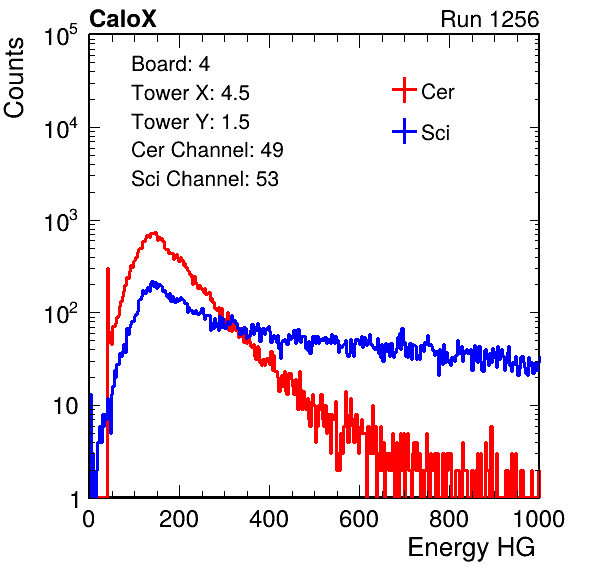 CaloX Run 1256
Counts
10^5
10^4
10^3
10^2
10
1
Board: 4
Tower X: 4.5
Tower Y: 1.5
Cer Channel: 49
Sci Channel: 53
Cer
Sci
0 200 400 600 800 1000
Energy HG